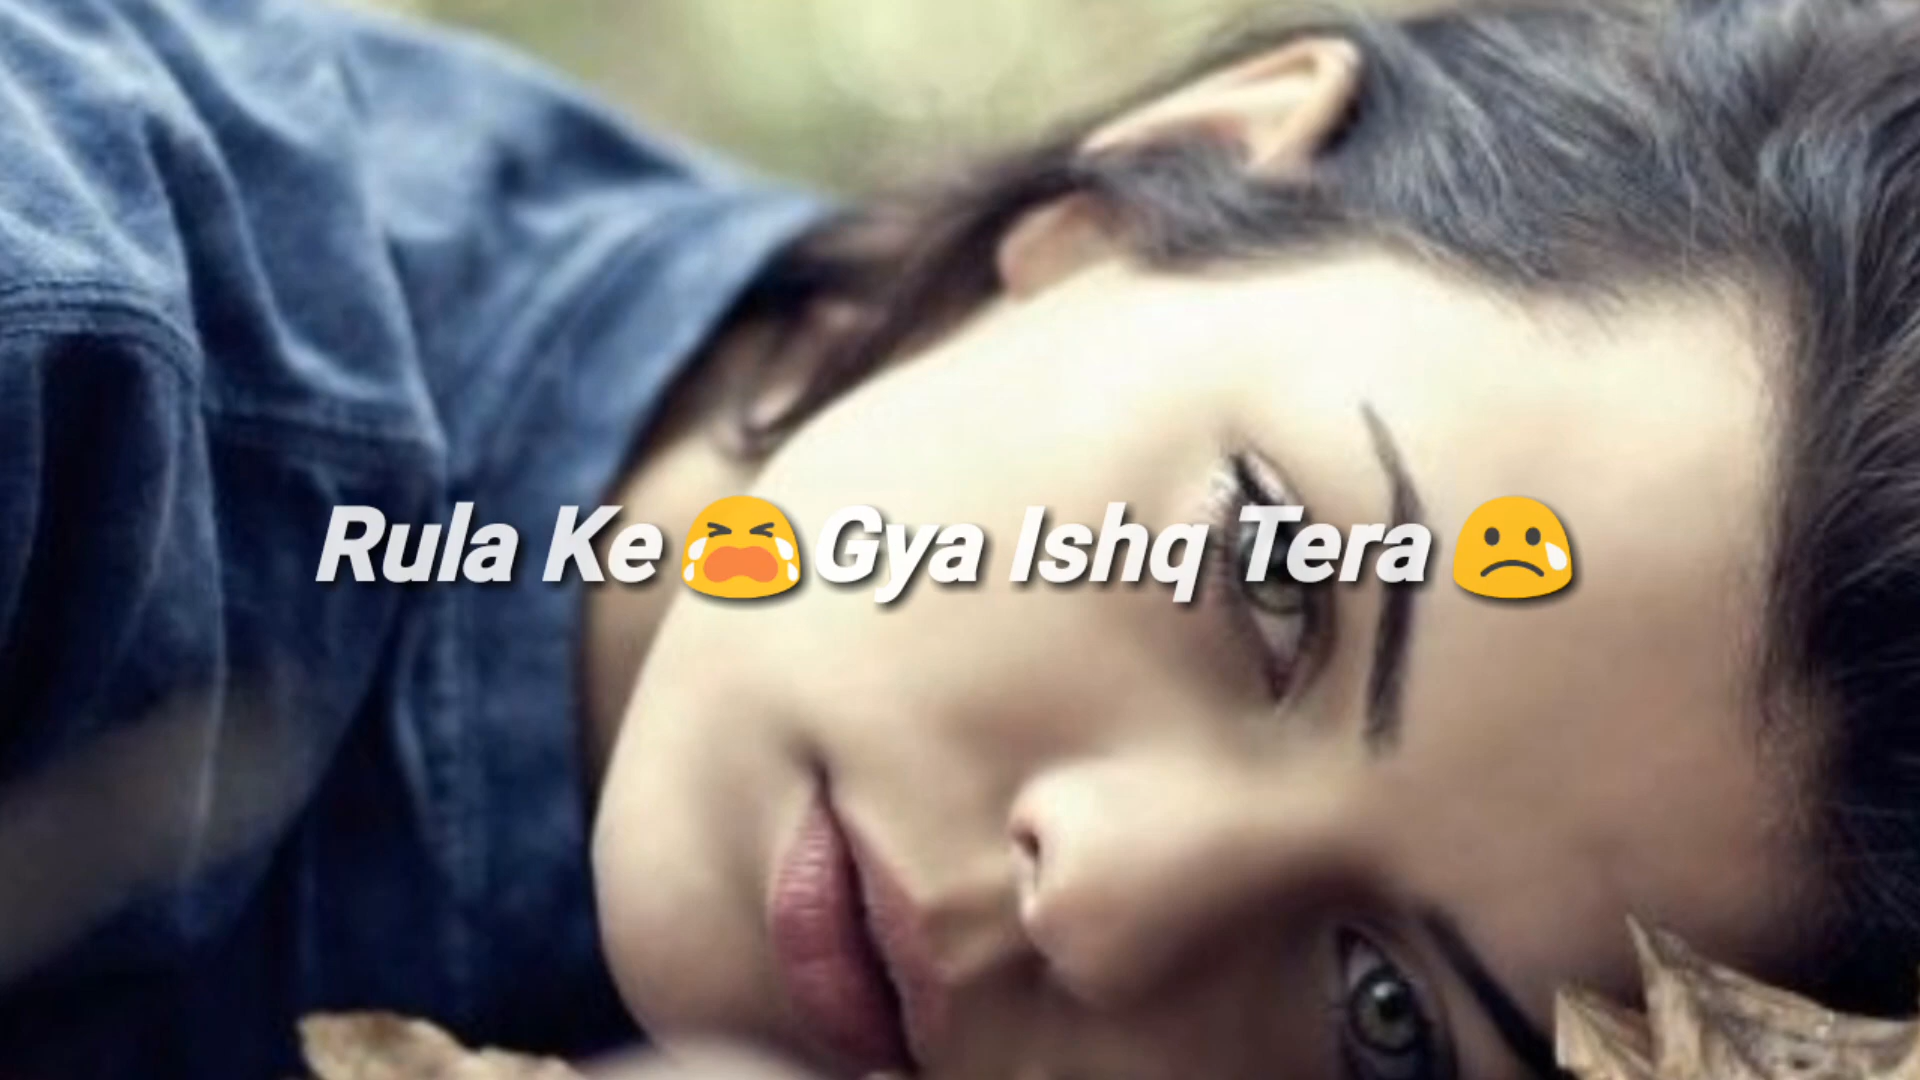 Rula Ke 😭 Gya Ishq Tera 😢